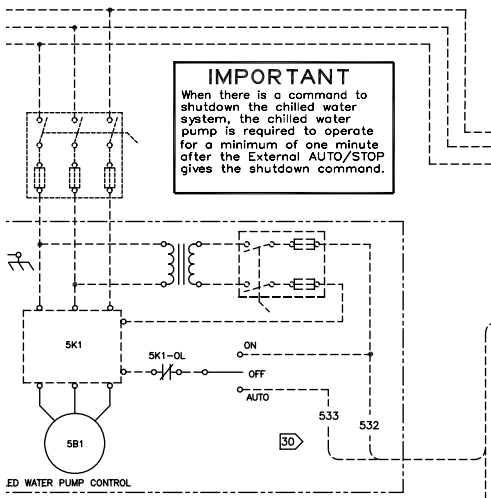 IMPORTANT
When there is a command to
shutdown the chilled water
system, the chilled water
pump is required to operate
for a minimum of one minute
after the External AUTO/STOP
gives the shutdown command.
5K1
5K1-OL
ON
OFF
AUTO
533
532
30
5B1
ED WATER PUMP CONTROL